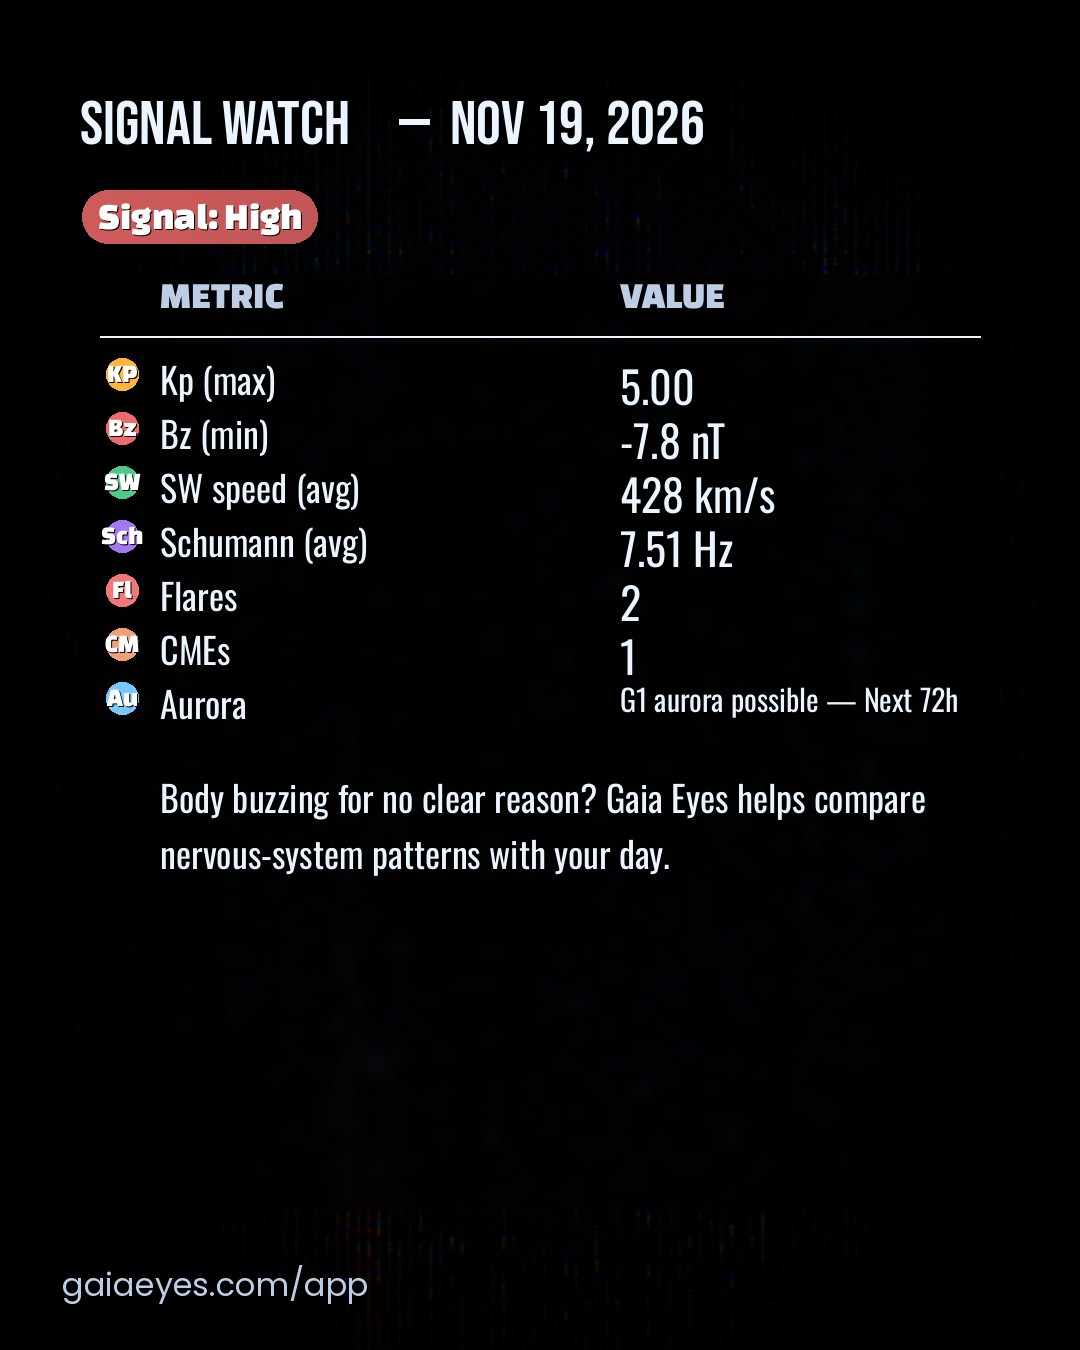 SIGNAL WATCH — NOV 19, 2026
Signal: High
METRIC VALUE
KP Kp (max) 5.00
Bz Bz (min) -7.8 nT
SW SW speed (avg) 428 km/s
Sch Schumann (avg) 7.51 Hz
Fl Flares 2
CM CMEs 1
Au Aurora G1 aurora possible — Next 72h
Body buzzing for no clear reason? Gaia Eyes helps compare
nervous-system patterns with your day.
gaiaeyes.com/app